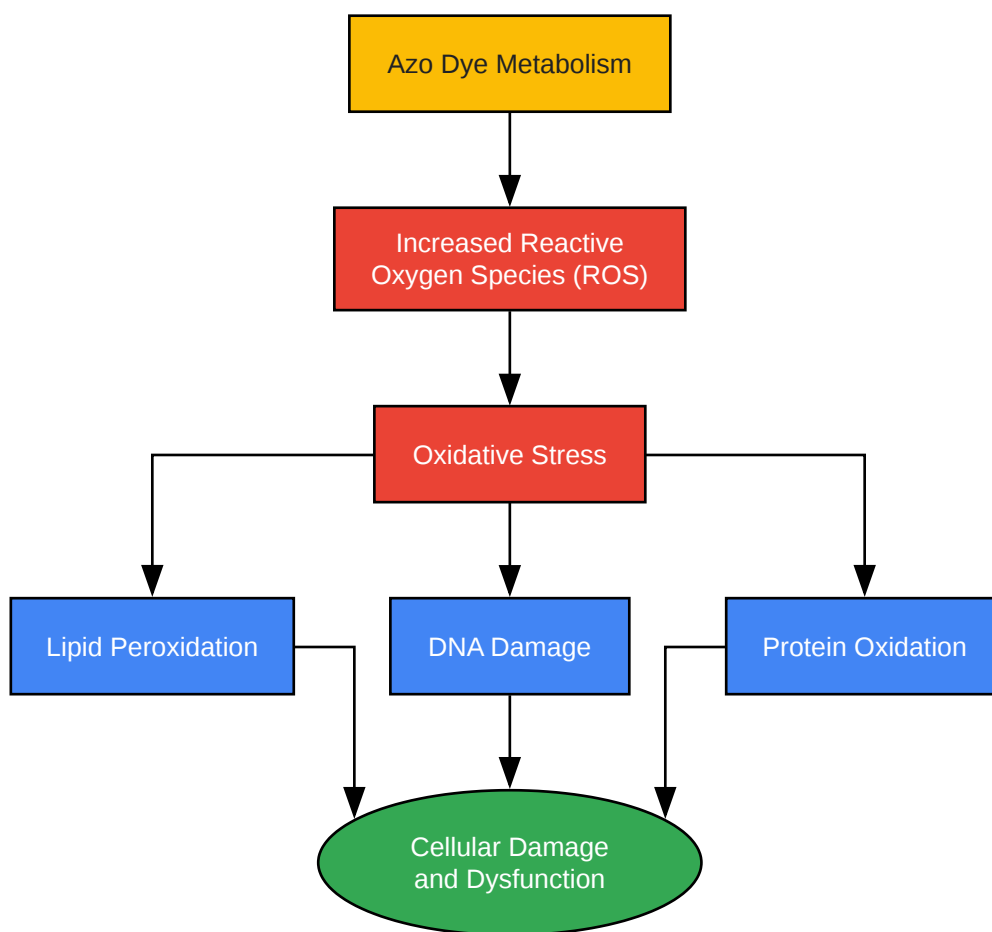 Azo Dye Metabolism
Increased Reactive
Oxygen Species (ROS)
Oxidative Stress
Lipid Peroxidation
DNA Damage
Protein Oxidation
Cellular Damage
and Dysfunction